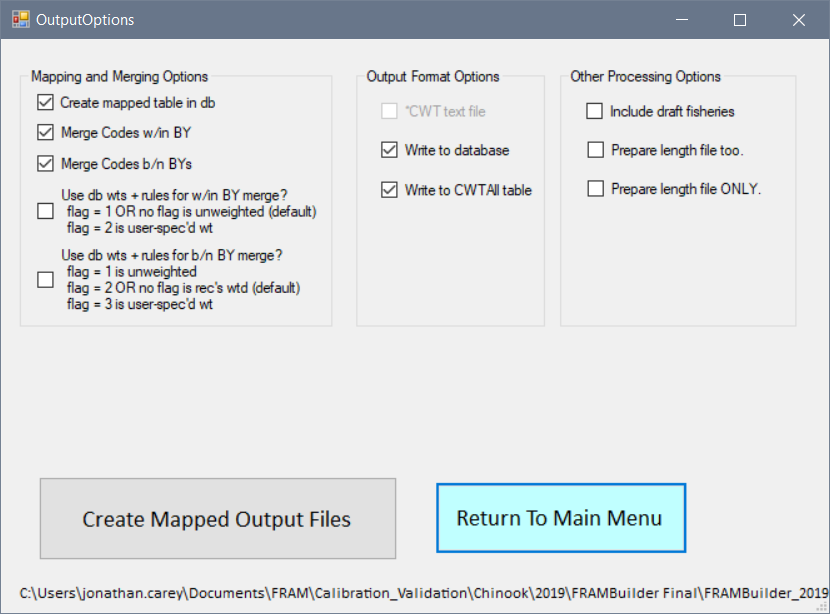 OutputOptions
Mapping and Merging Options
Create mapped table in db
Merge Codes w/in BY
Merge Codes b/n BYs
Use db wts + rules for w/in BY merge?
flag = 1 OR no flag is unweighted (default)
flag = 2 is user-spec'd wt
Use db wts + rules for b/n BY merge?
flag = 1 is unweighted
flag = 2 OR no flag is rec's wtd (default)
flag = 3 is user-spec'd wt
Output Format Options
*CWT text file
Write to database
Write to CWTAll table
Other Processing Options
Include draft fisheries
Prepare length file too.
Prepare length file ONLY.
Create Mapped Output Files
Return To Main Menu
C:\Users\jonathan.carey\Documents\FRAM\Calibration_Validation\Chinook\2019\FRAMBuilder Final\FRAMBuilder_2019